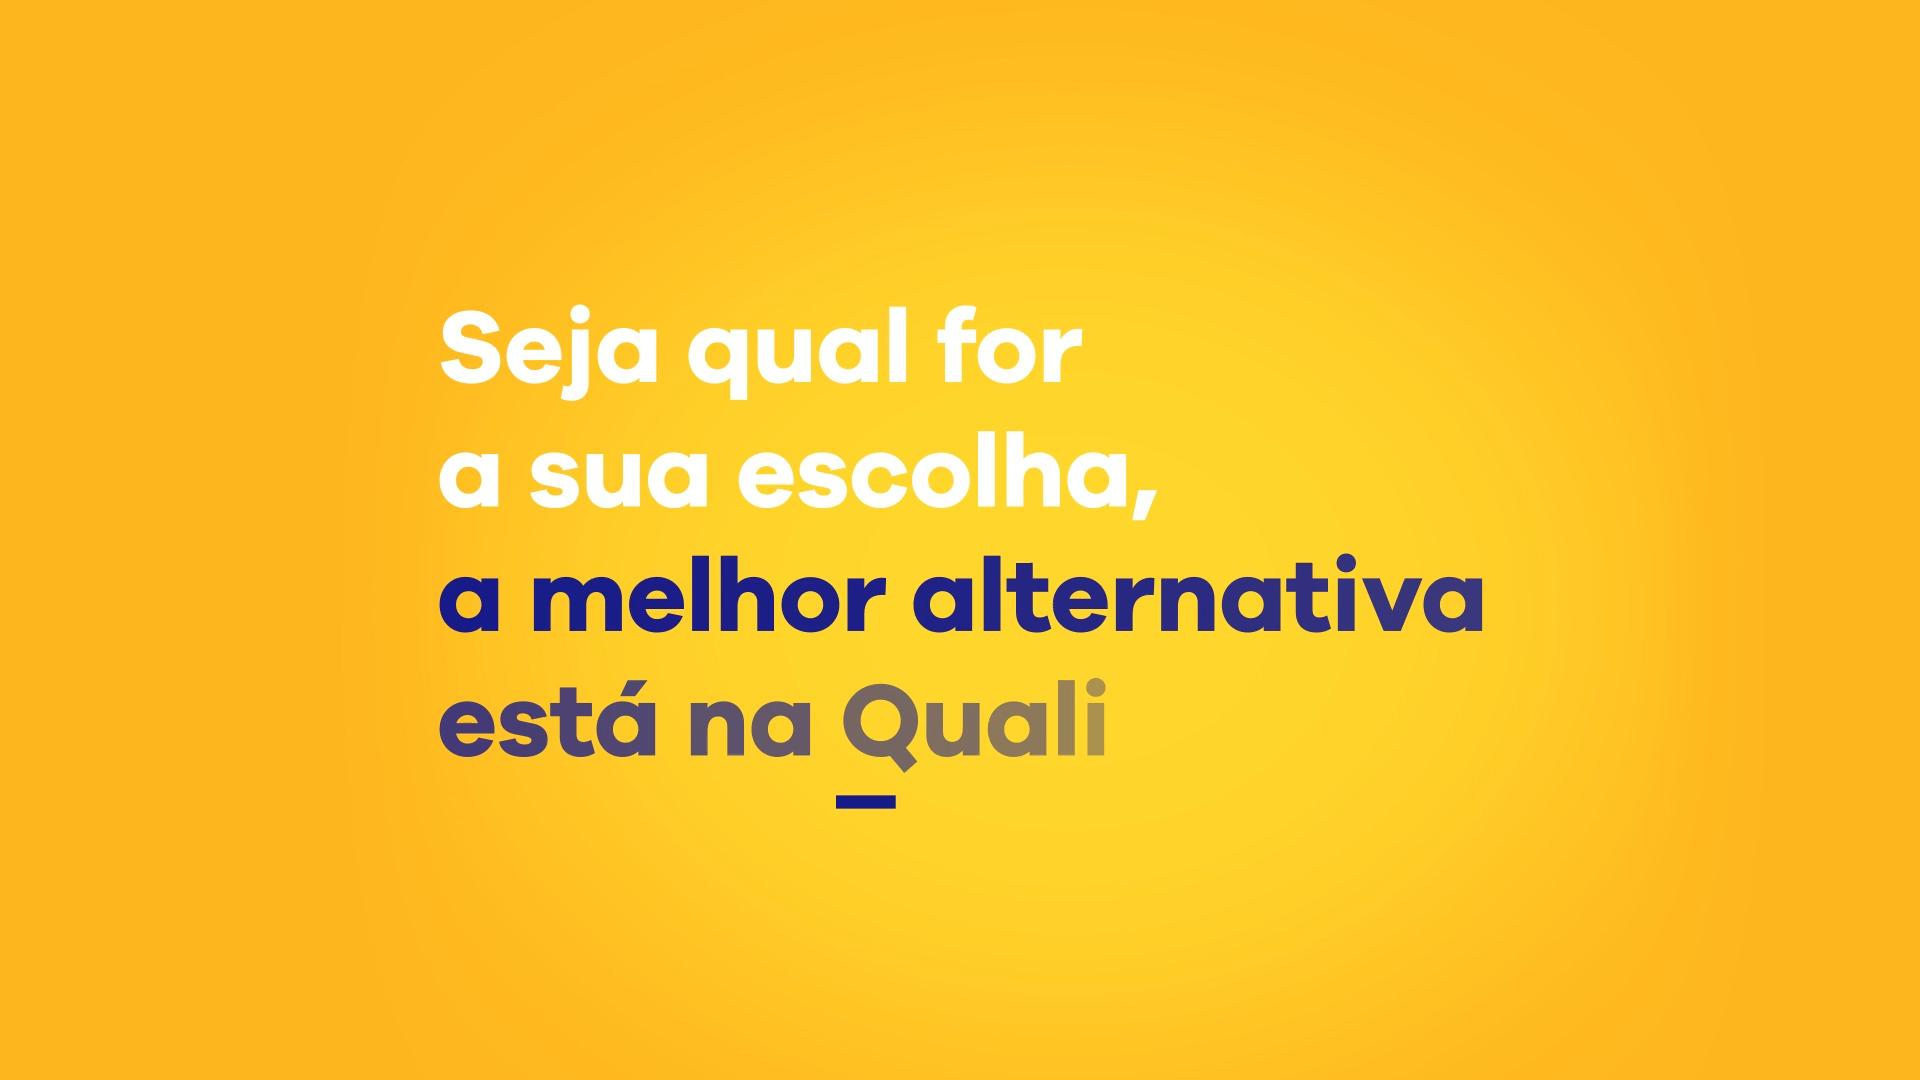 Seja qual for
a sua escolha,
a melhor alternativa
está na Quali